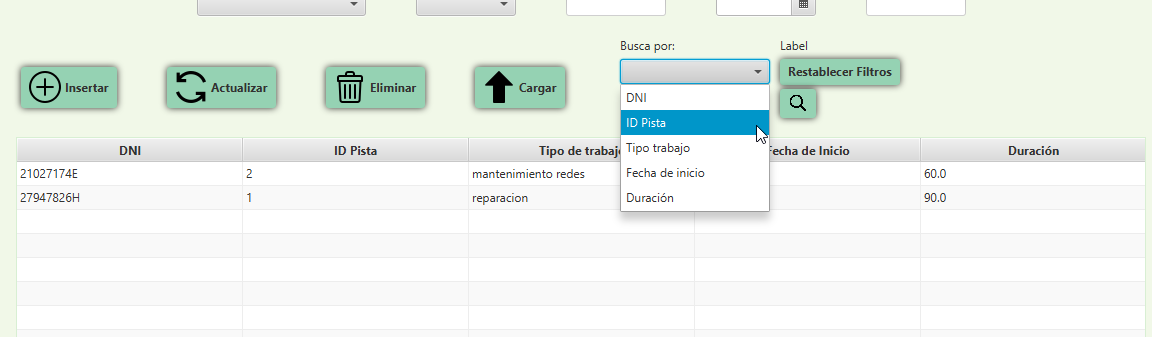 Busca por:
Label
Insertar
Actualizar
Eliminar
Cargar
Restablecer Filtros
DNI
ID Pista
Tipo trabajo
Fecha de inicio
Duración
DNI
ID Pista
Tipo de trabajo
Fecha de Inicio
Duración
21027174E
2
mantenimiento redes
60.0
27947826H
1
reparacion
90.0